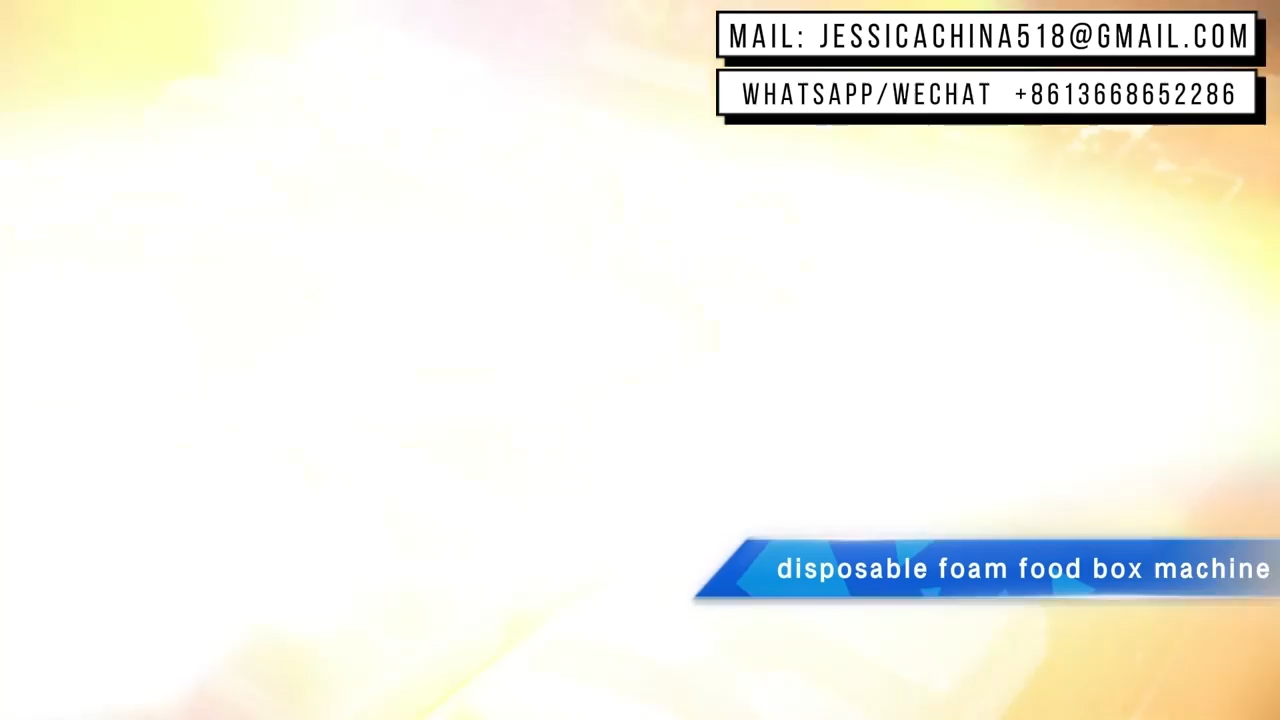 MAIL: JESSICACHINA518@GMAIL.COM
WHATSAPP/WECHAT +8613668652286
disposable foam food box machine